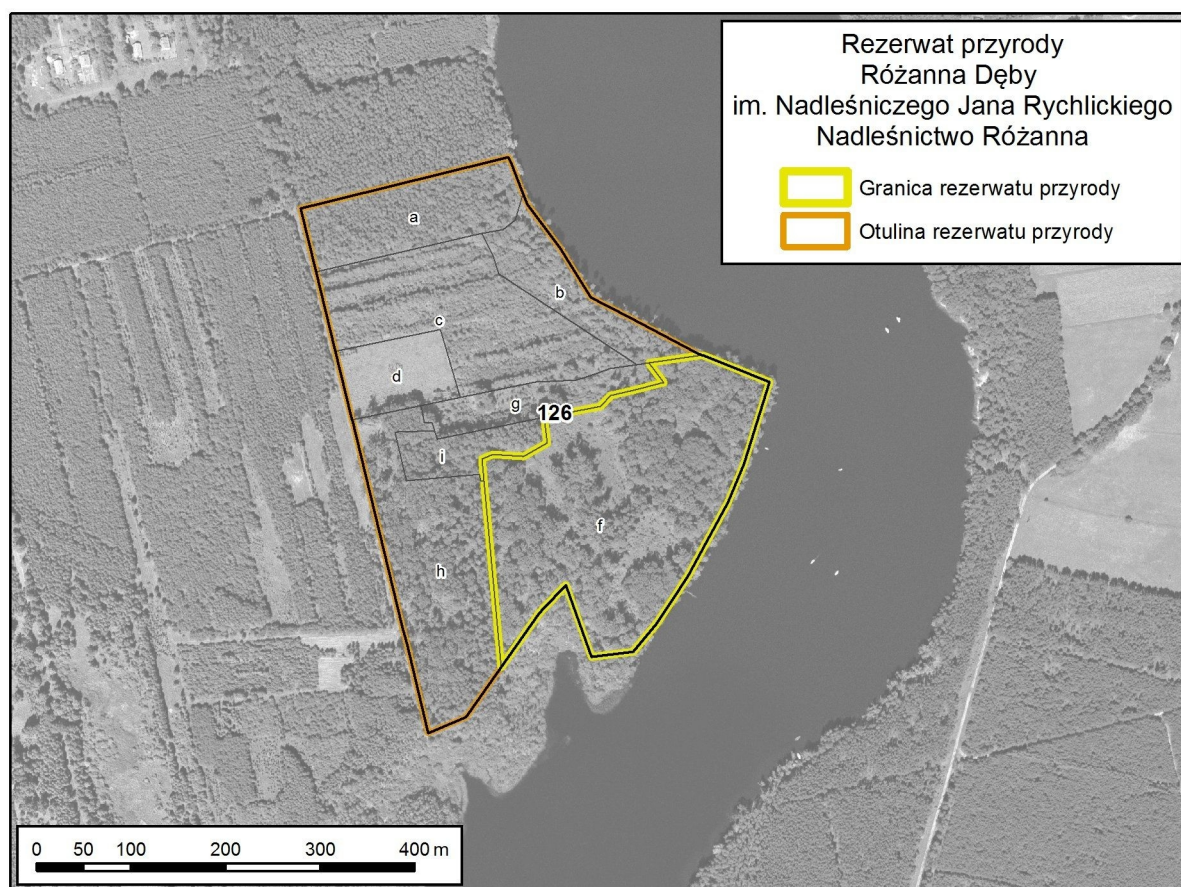 Rezerwat przyrody
Różanna Dęby
im. Nadleśniczego Jana Rychlickiego
Nadleśnictwo Różanna
Granica rezerwatu przyrody
Otulina rezerwatu przyrody
a
b
c
d
g
126
i
f
h
0 50 100 200 300 400 m